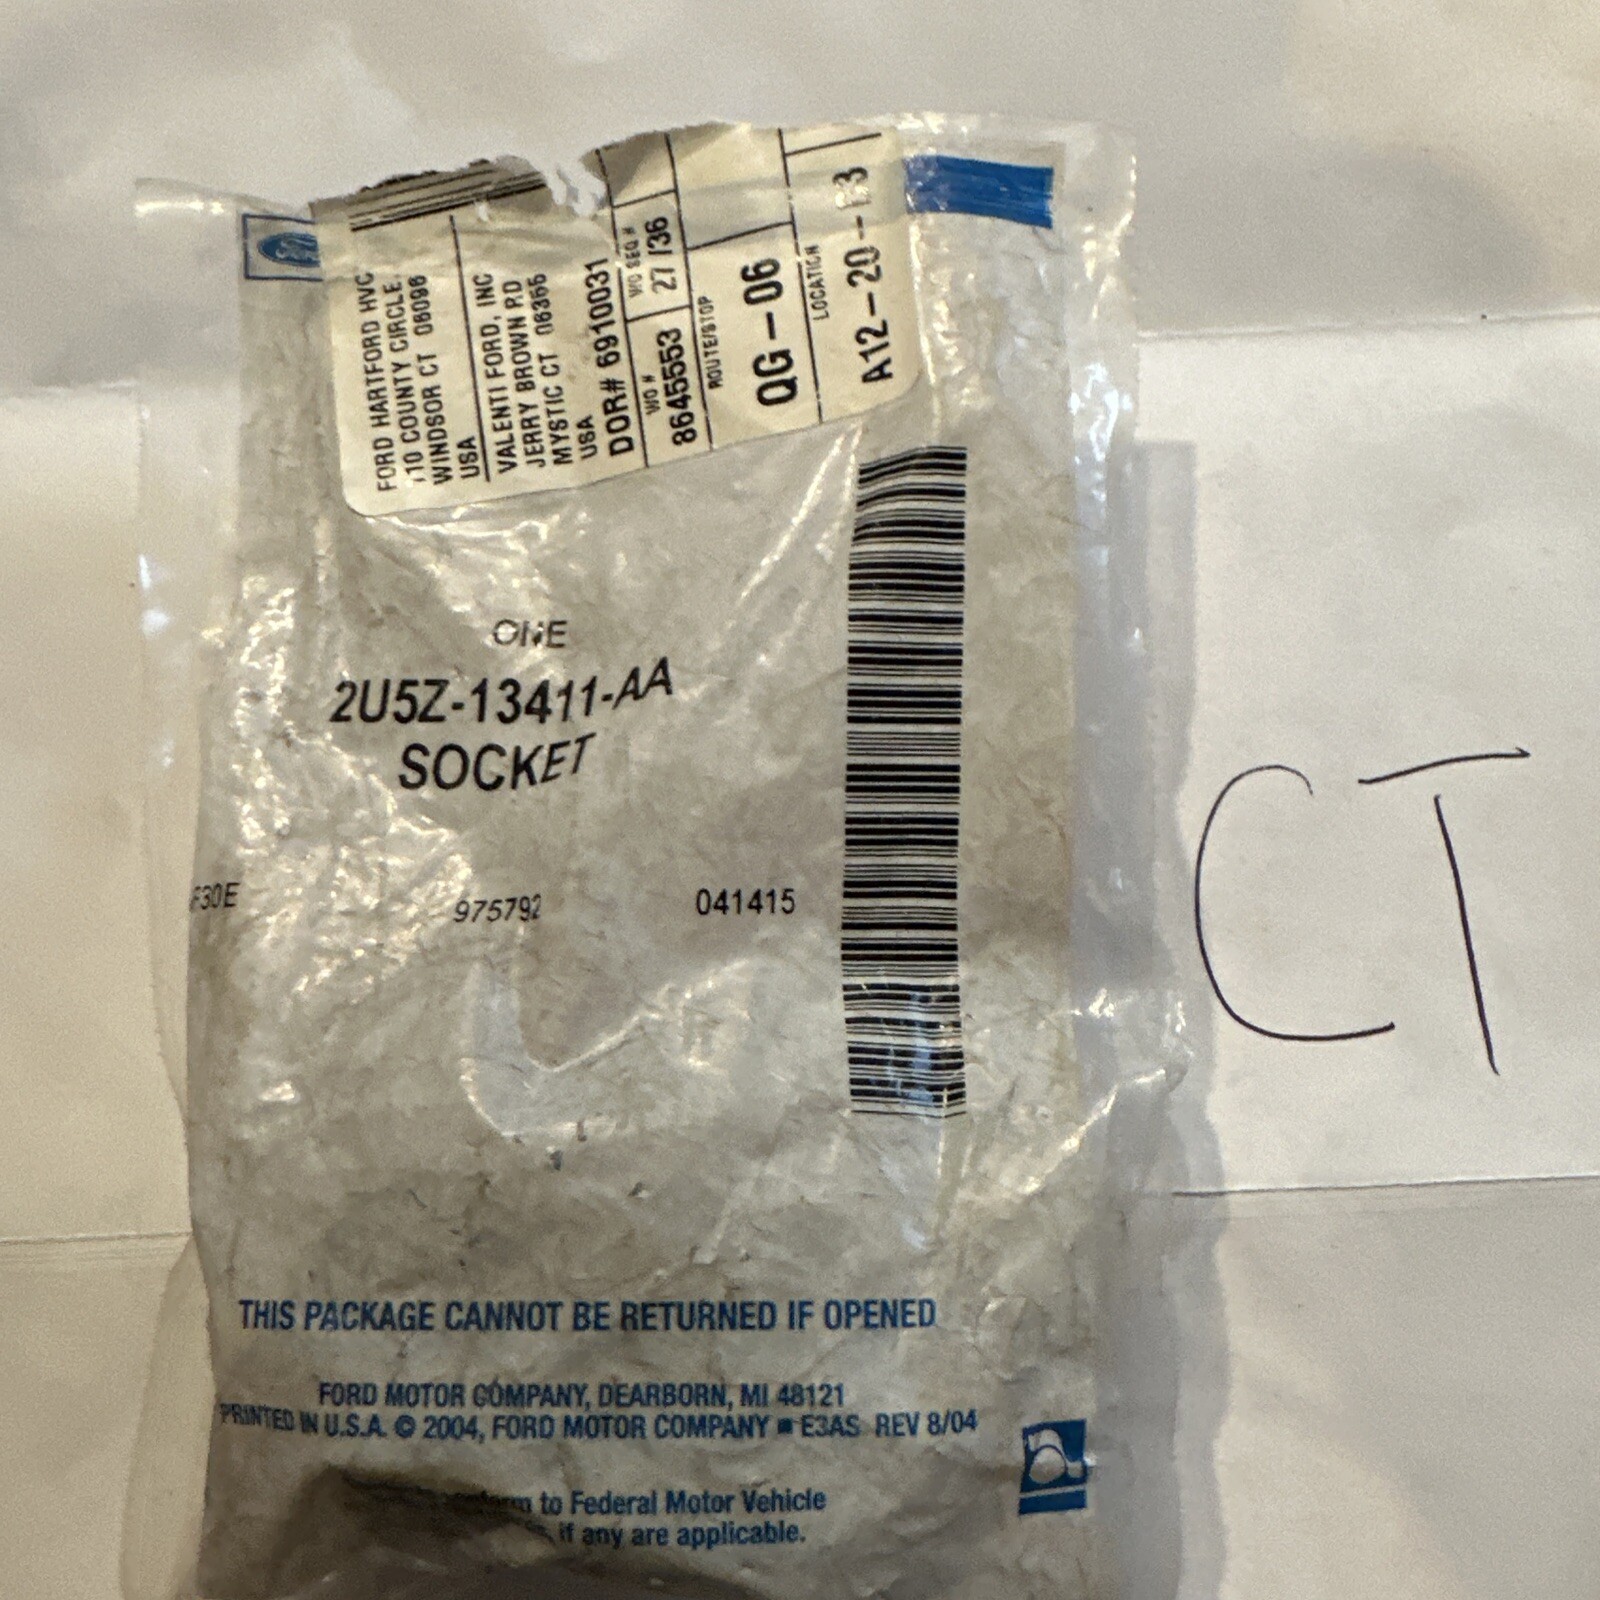 FORD HARTFORD HVC
110 COUNTY CIRCLE
WINDSOR CT 06096
USA
VALENTI FORD, INC
JERRY BROWN RD
MYSTIC CT 06355
USA
DOR# 6910031
WO #
8645553
WO SEQ #
27/36
ROUTE/STOP
QG-06
LOCATION
A12-20-
Ford
ONE
2U5Z-13411-AA
SOCKET
F30E
975792
041415
CT
THIS PACKAGE CANNOT BE RETURNED IF OPENED
FORD MOTOR COMPANY, DEARBORN, MI 48121
PRINTED IN U.S.A. © 2004, FORD MOTOR COMPANY ■ E3AS REV 8/04
to Federal Motor Vehicle
if any are applicable.